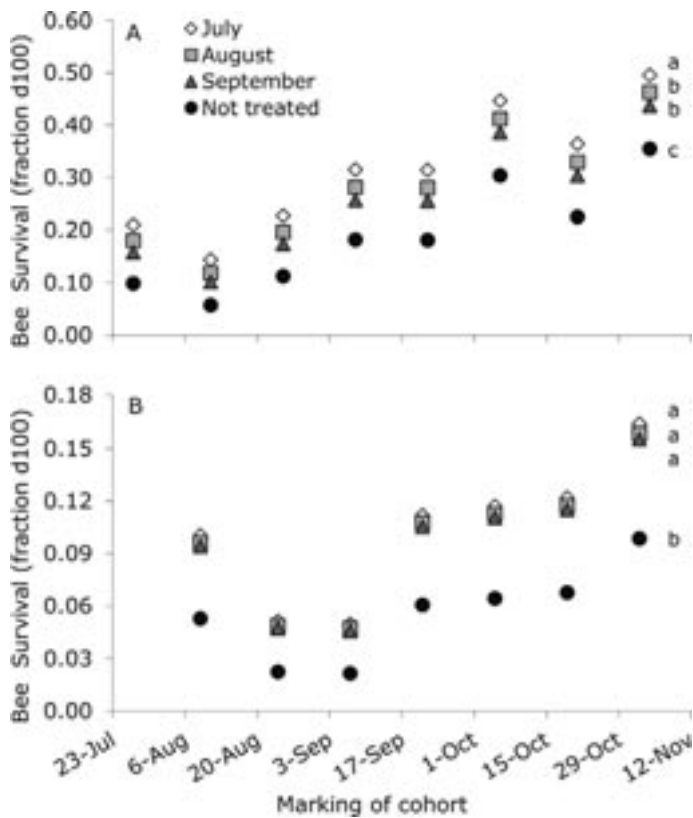 A
July
August
September
Not treated
Bee Survival (fraction d100)
0.60
0.50
0.40
0.30
0.20
0.10
0.00
a
b
b
c
B
Bee Survival (fraction d100)
0.18
0.15
0.12
0.09
0.06
0.03
0.00
a
a
a
b
23-Jul
6-Aug
20-Aug
3-Sep
17-Sep
1-Oct
15-Oct
29-Oct
12-Nov
Marking of cohort